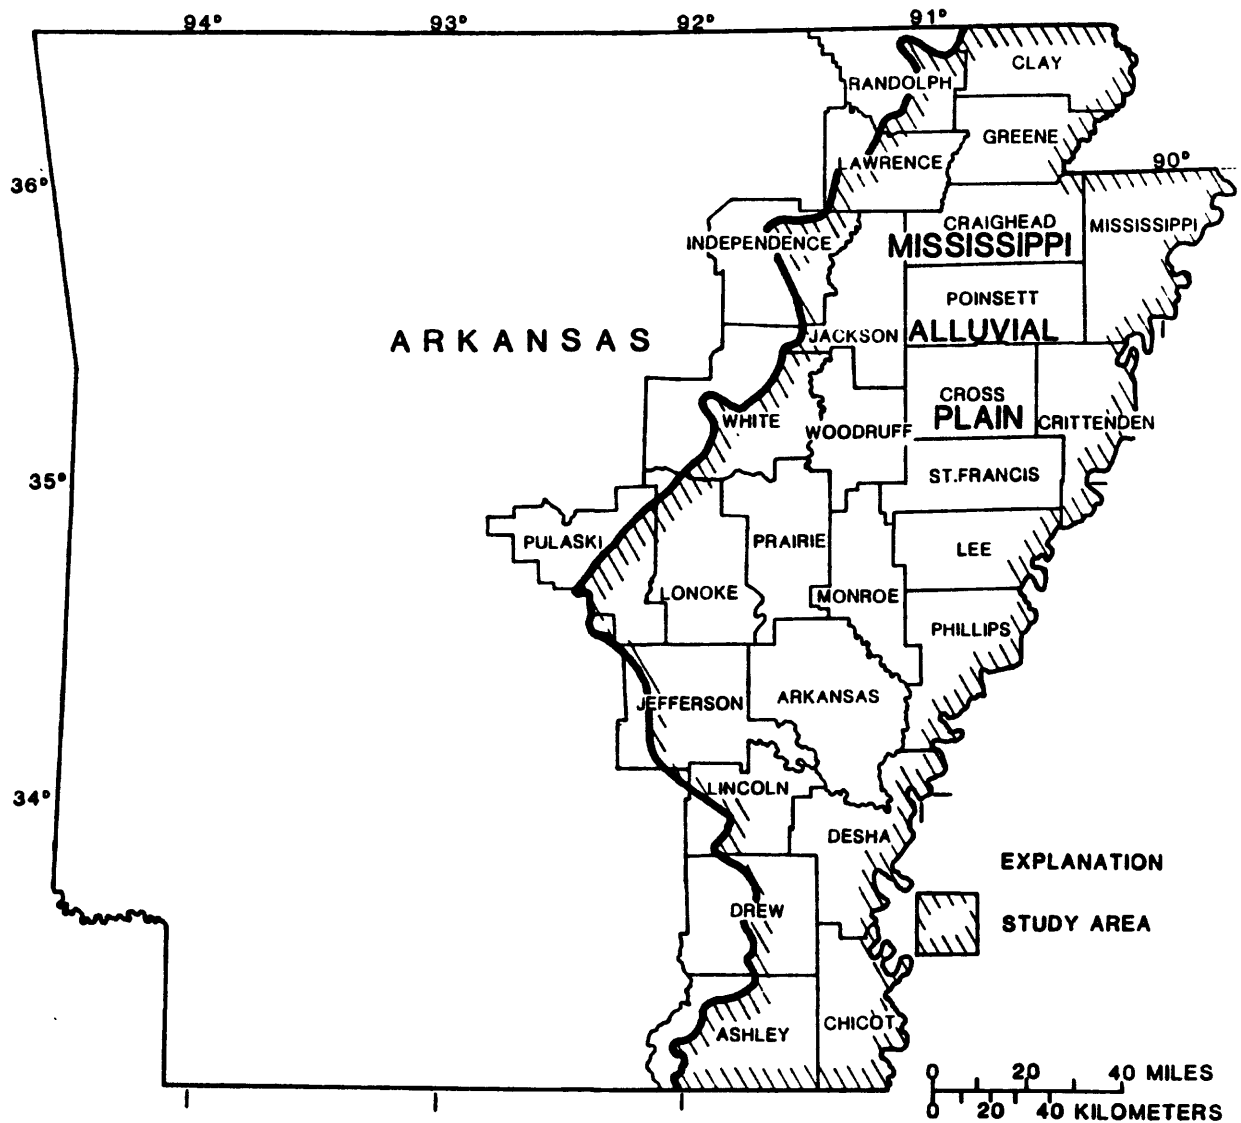 94°
93°
92°
91°
CLAY
RANDOLPH
GREENE
LAWRENCE
90°
36°
CRAIGHEAD
MISSISSIPPI
INDEPENDENCE
MISSISSIPPI
POINSETT
ARKANSAS
JACKSON
ALLUVIAL
CROSS
WHITE
PLAIN
CRITTENDEN
WOODRUFF
35°
ST.FRANCIS
PULASKI
PRAIRIE
LEE
LONOKE
MONROE
PHILLIPS
JEFFERSON
ARKANSAS
34°
LINCOLN
DESHA
EXPLANATION
DREW
STUDY AREA
ASHLEY
CHICOT
0 20 40 MILES
0 20 40 KILOMETERS